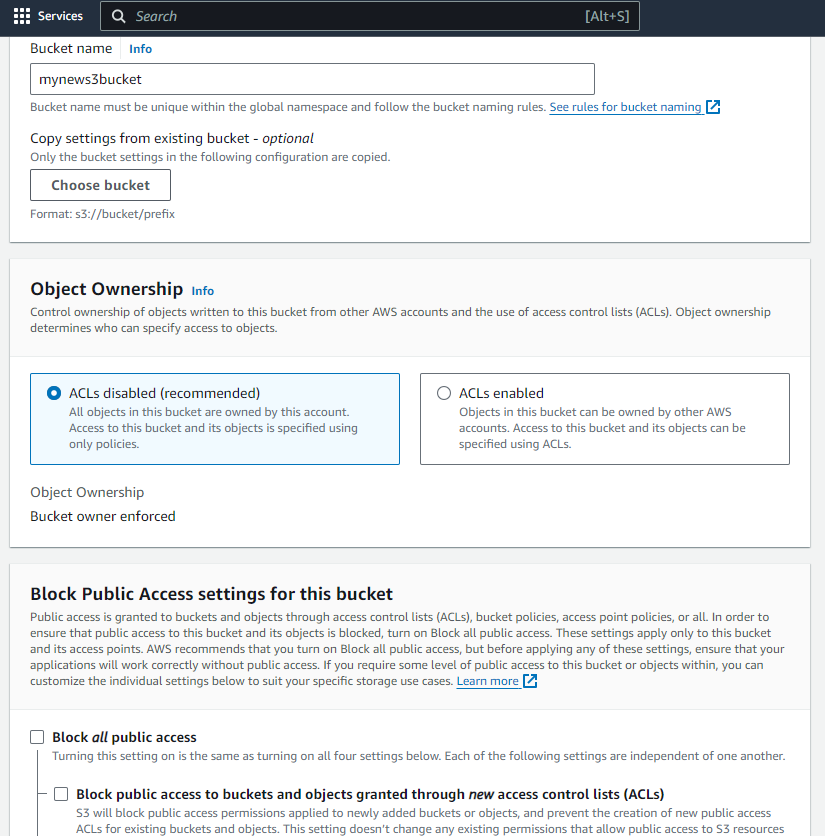 Services
Search [Alt+S]
Bucket name Info
mynews3bucket
Bucket name must be unique within the global namespace and follow the bucket naming rules. See rules for bucket naming
Copy settings from existing bucket - optional
Only the bucket settings in the following configuration are copied.
Choose bucket
Format: s3://bucket/prefix
Object Ownership Info
Control ownership of objects written to this bucket from other AWS accounts and the use of access control lists (ACLs). Object ownership
determines who can specify access to objects.
ACLs disabled (recommended)
All objects in this bucket are owned by this account.
Access to this bucket and its objects is specified using
only policies.
ACLs enabled
Objects in this bucket can be owned by other AWS
accounts. Access to this bucket and its objects can be
specified using ACLs.
Object Ownership
Bucket owner enforced
Block Public Access settings for this bucket
Public access is granted to buckets and objects through access control lists (ACLs), bucket policies, access point policies, or all. In order to
ensure that public access to this bucket and its objects is blocked, turn on Block all public access. These settings apply only to this bucket
and its access points. AWS recommends that you turn on Block all public access, but before applying any of these settings, ensure that your
applications will work correctly without public access. If you require some level of public access to this bucket or objects within, you can
customize the individual settings below to suit your specific storage use cases. Learn more
Block all public access
Turning this setting on is the same as turning on all four settings below. Each of the following settings are independent of one another.
Block public access to buckets and objects granted through new access control lists (ACLs)
S3 will block public access permissions applied to newly added buckets or objects, and prevent the creation of new public access
ACLs for existing buckets and objects. This setting doesn't change any existing permissions that allow public access to S3 resources